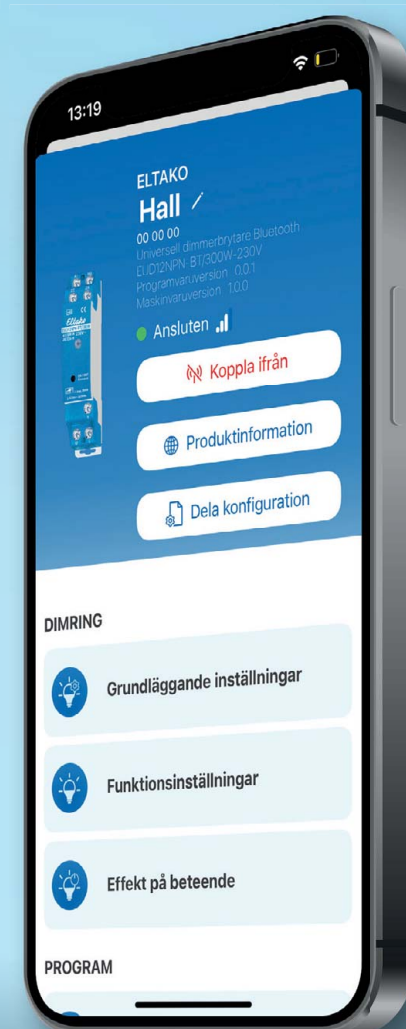 13:19
ELTAKO
Hall
00 00 00
Universell dimmerbrytare Bluetooth
EUD12NPN-BT/300W-230V
Programvaruversion 0.0.1
Maskinvaruversion 1.0.0
Ansluten
Koppla ifrån
Produktinformation
Dela konfiguration
Eltako
DIMRING
Grundläggande inställningar
Funktionsinställningar
Effekt på beteende
PROGRAM